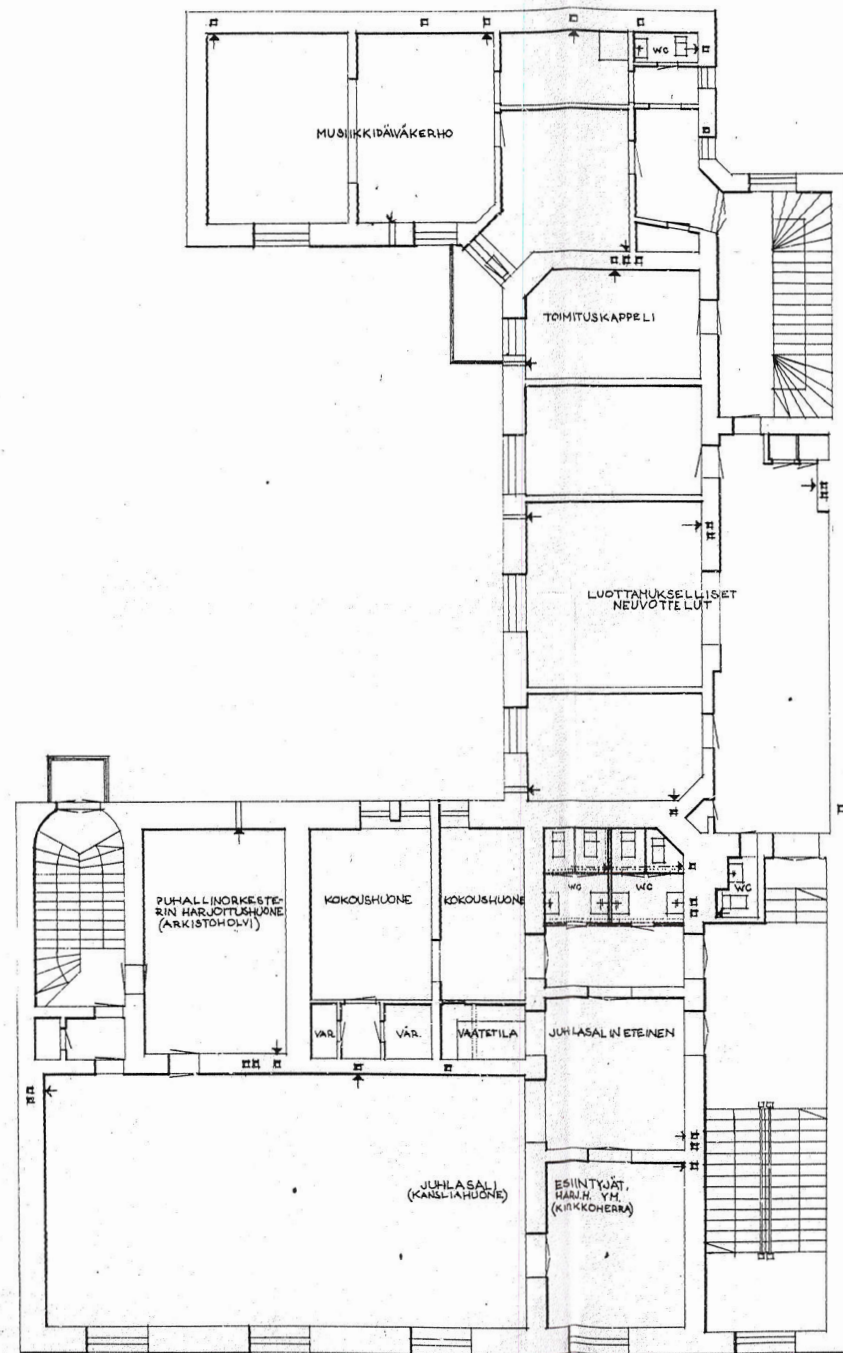 WC
MUSIIKKIPÄIVÄKERHO
TOIMITUSKAPPELI
LUOTTAMUKSELLISET
NEUVOTTELUT
PUHALLINORKESTE-
RIN HARJOITUSHUONE
(ARKISTOHOLVI)
KOKOUSHUONE
KOKOUSHUONE
WC
WC
WC
VAR.
VAR.
VAATETILA
JUHLASALIN ETEINEN
JUHLASALI
(KANSLIAHUONE)
ESIINTYJÄT,
HARJ.H. YM.
(KIRKKOHERRA)